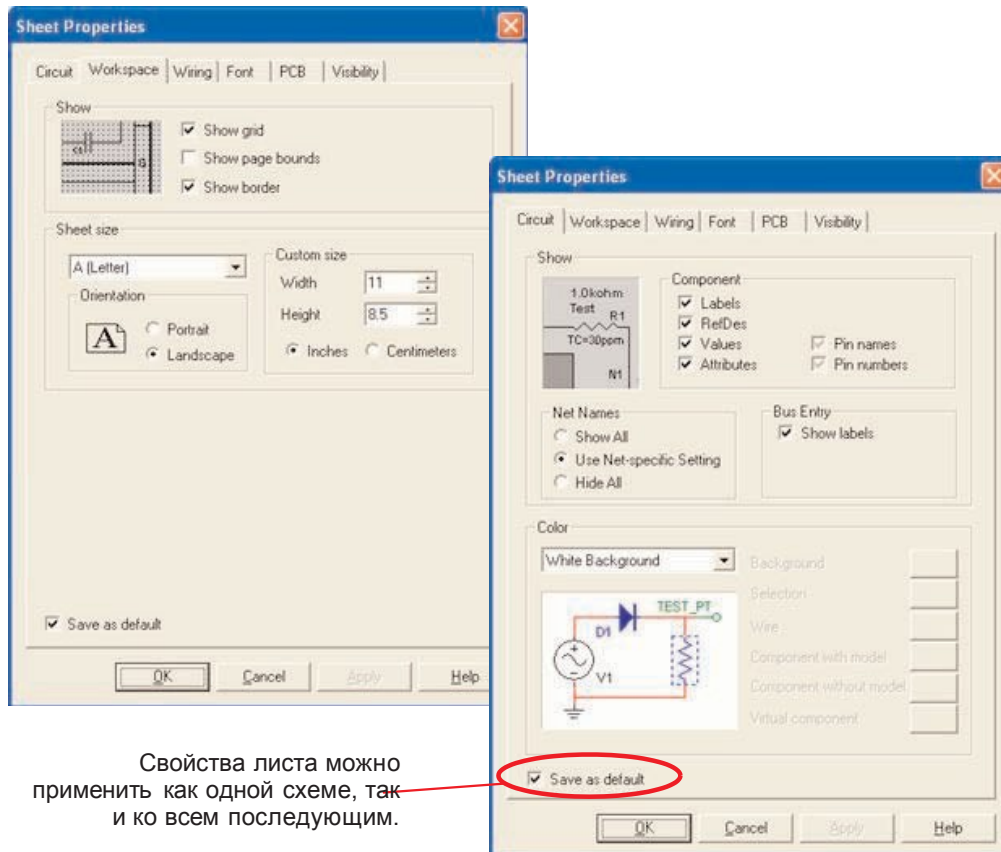 Sheet Properties
Circuit Workspace Wiring Font PCB Visibility
Show
Show grid
Show page bounds
Show border
Sheet size
A (Letter)
Orientation
A
Portrait
Landscape
Custom size
Width 11
Height 8.5
Inches Centimeters
Save as default
OK Cancel Apply Help
Sheet Properties
Circuit Workspace Wiring Font PCB Visibility
Show
1.0kohm
Test R1
TC=30ppm
N1
Component
Labels
RefDes
Values Pin names
Attributes Pin numbers
Net Names
Show All
Use Net-specific Setting
Hide All
Bus Entry
Show labels
Color
White Background
TEST_PT
D1
V1
Background
Selection
Wire
Component with model
Component without model
Virtual component
Save as default
OK Cancel Apply Help
Свойства листа можно
применить как одной схеме, так
и ко всем последующим.